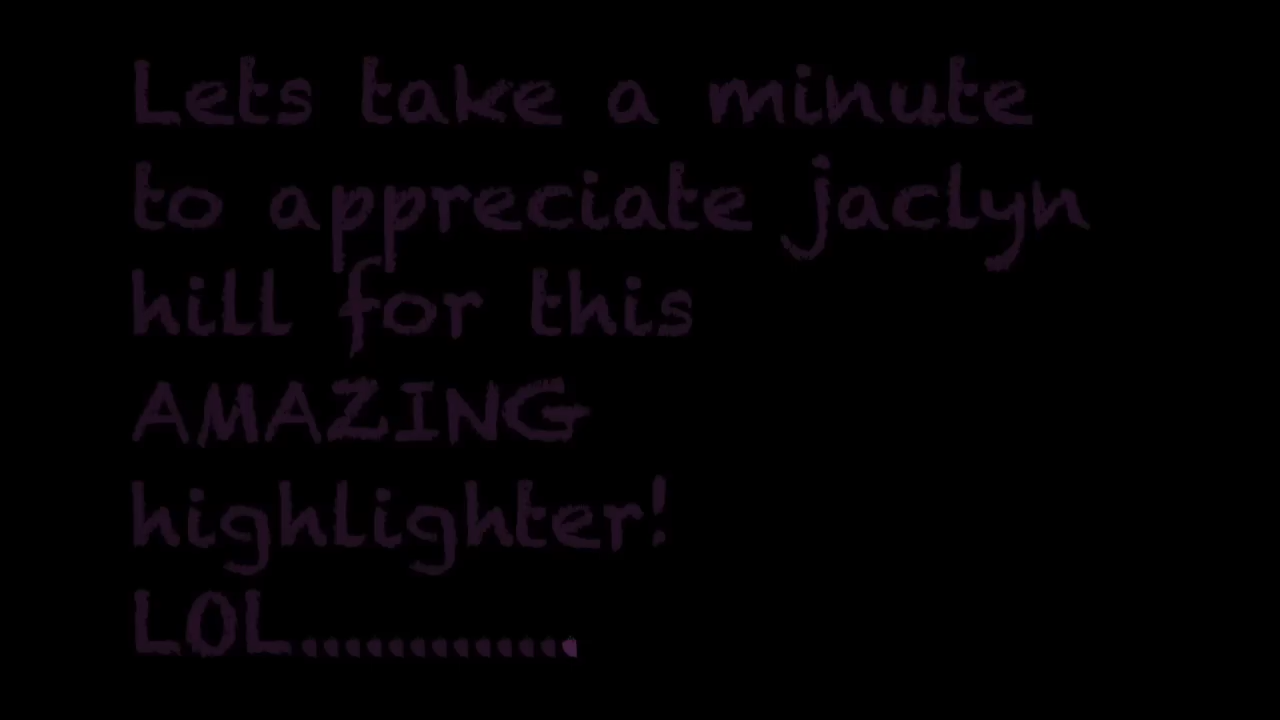 Lets take a minute
to appreciate jaclyn
hill for this
AMAZING
highlighter!
LOL.............